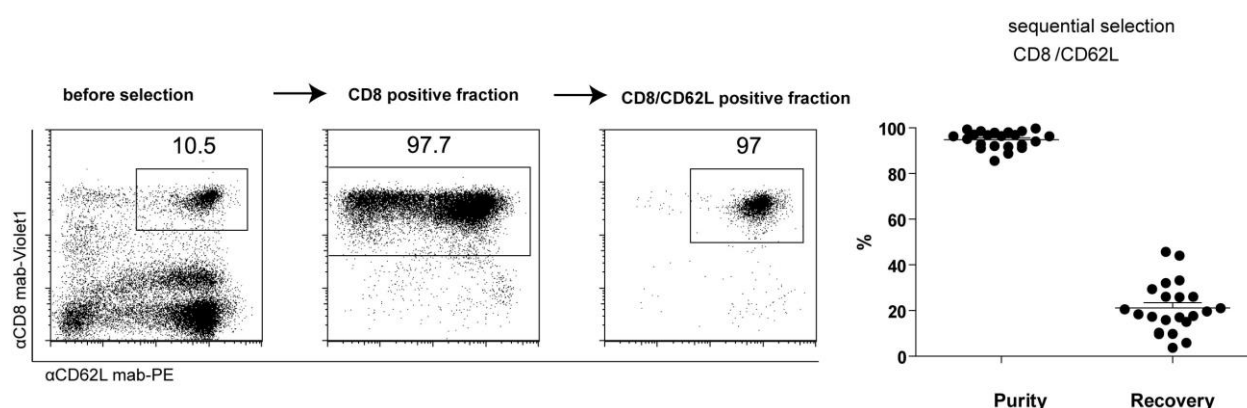 sequential selection
CD8 /CD62L
before selection
CD8 positive fraction
CD8/CD62L positive fraction
10.5
97.7
97
αCD8 mab-Violet1
αCD62L mab-PE
%
100
80
60
40
20
0
Purity
Recovery